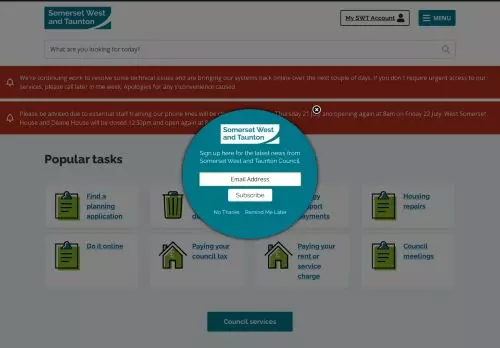 Somerset West
and Taunton
My SWT Account
MENU
What are you looking for today?
We're continuing work to resolve some technical issues and are bringing our systems back online over the next couple of days. If you don't require urgent access to our
services, please call later in the week. Apologies for any inconvenience caused.
Please be advised due to essential staff training our phone lines will be Thursday 21 and opening again at 8am on Friday 22 July. West Somerset
House and Deane House will be closed 12:30pm and open again at
Somerset West
and Taunton
Sign up here for the latest news from
Somerset West and Taunton Council
Email Address
Subscribe
No Thanks Remind Me Later
Popular tasks
Find a
planning
application
Housing
repairs
Do it online
Paying your
council tax
Paying your
rent or
service
charge
Council
meetings
Council services